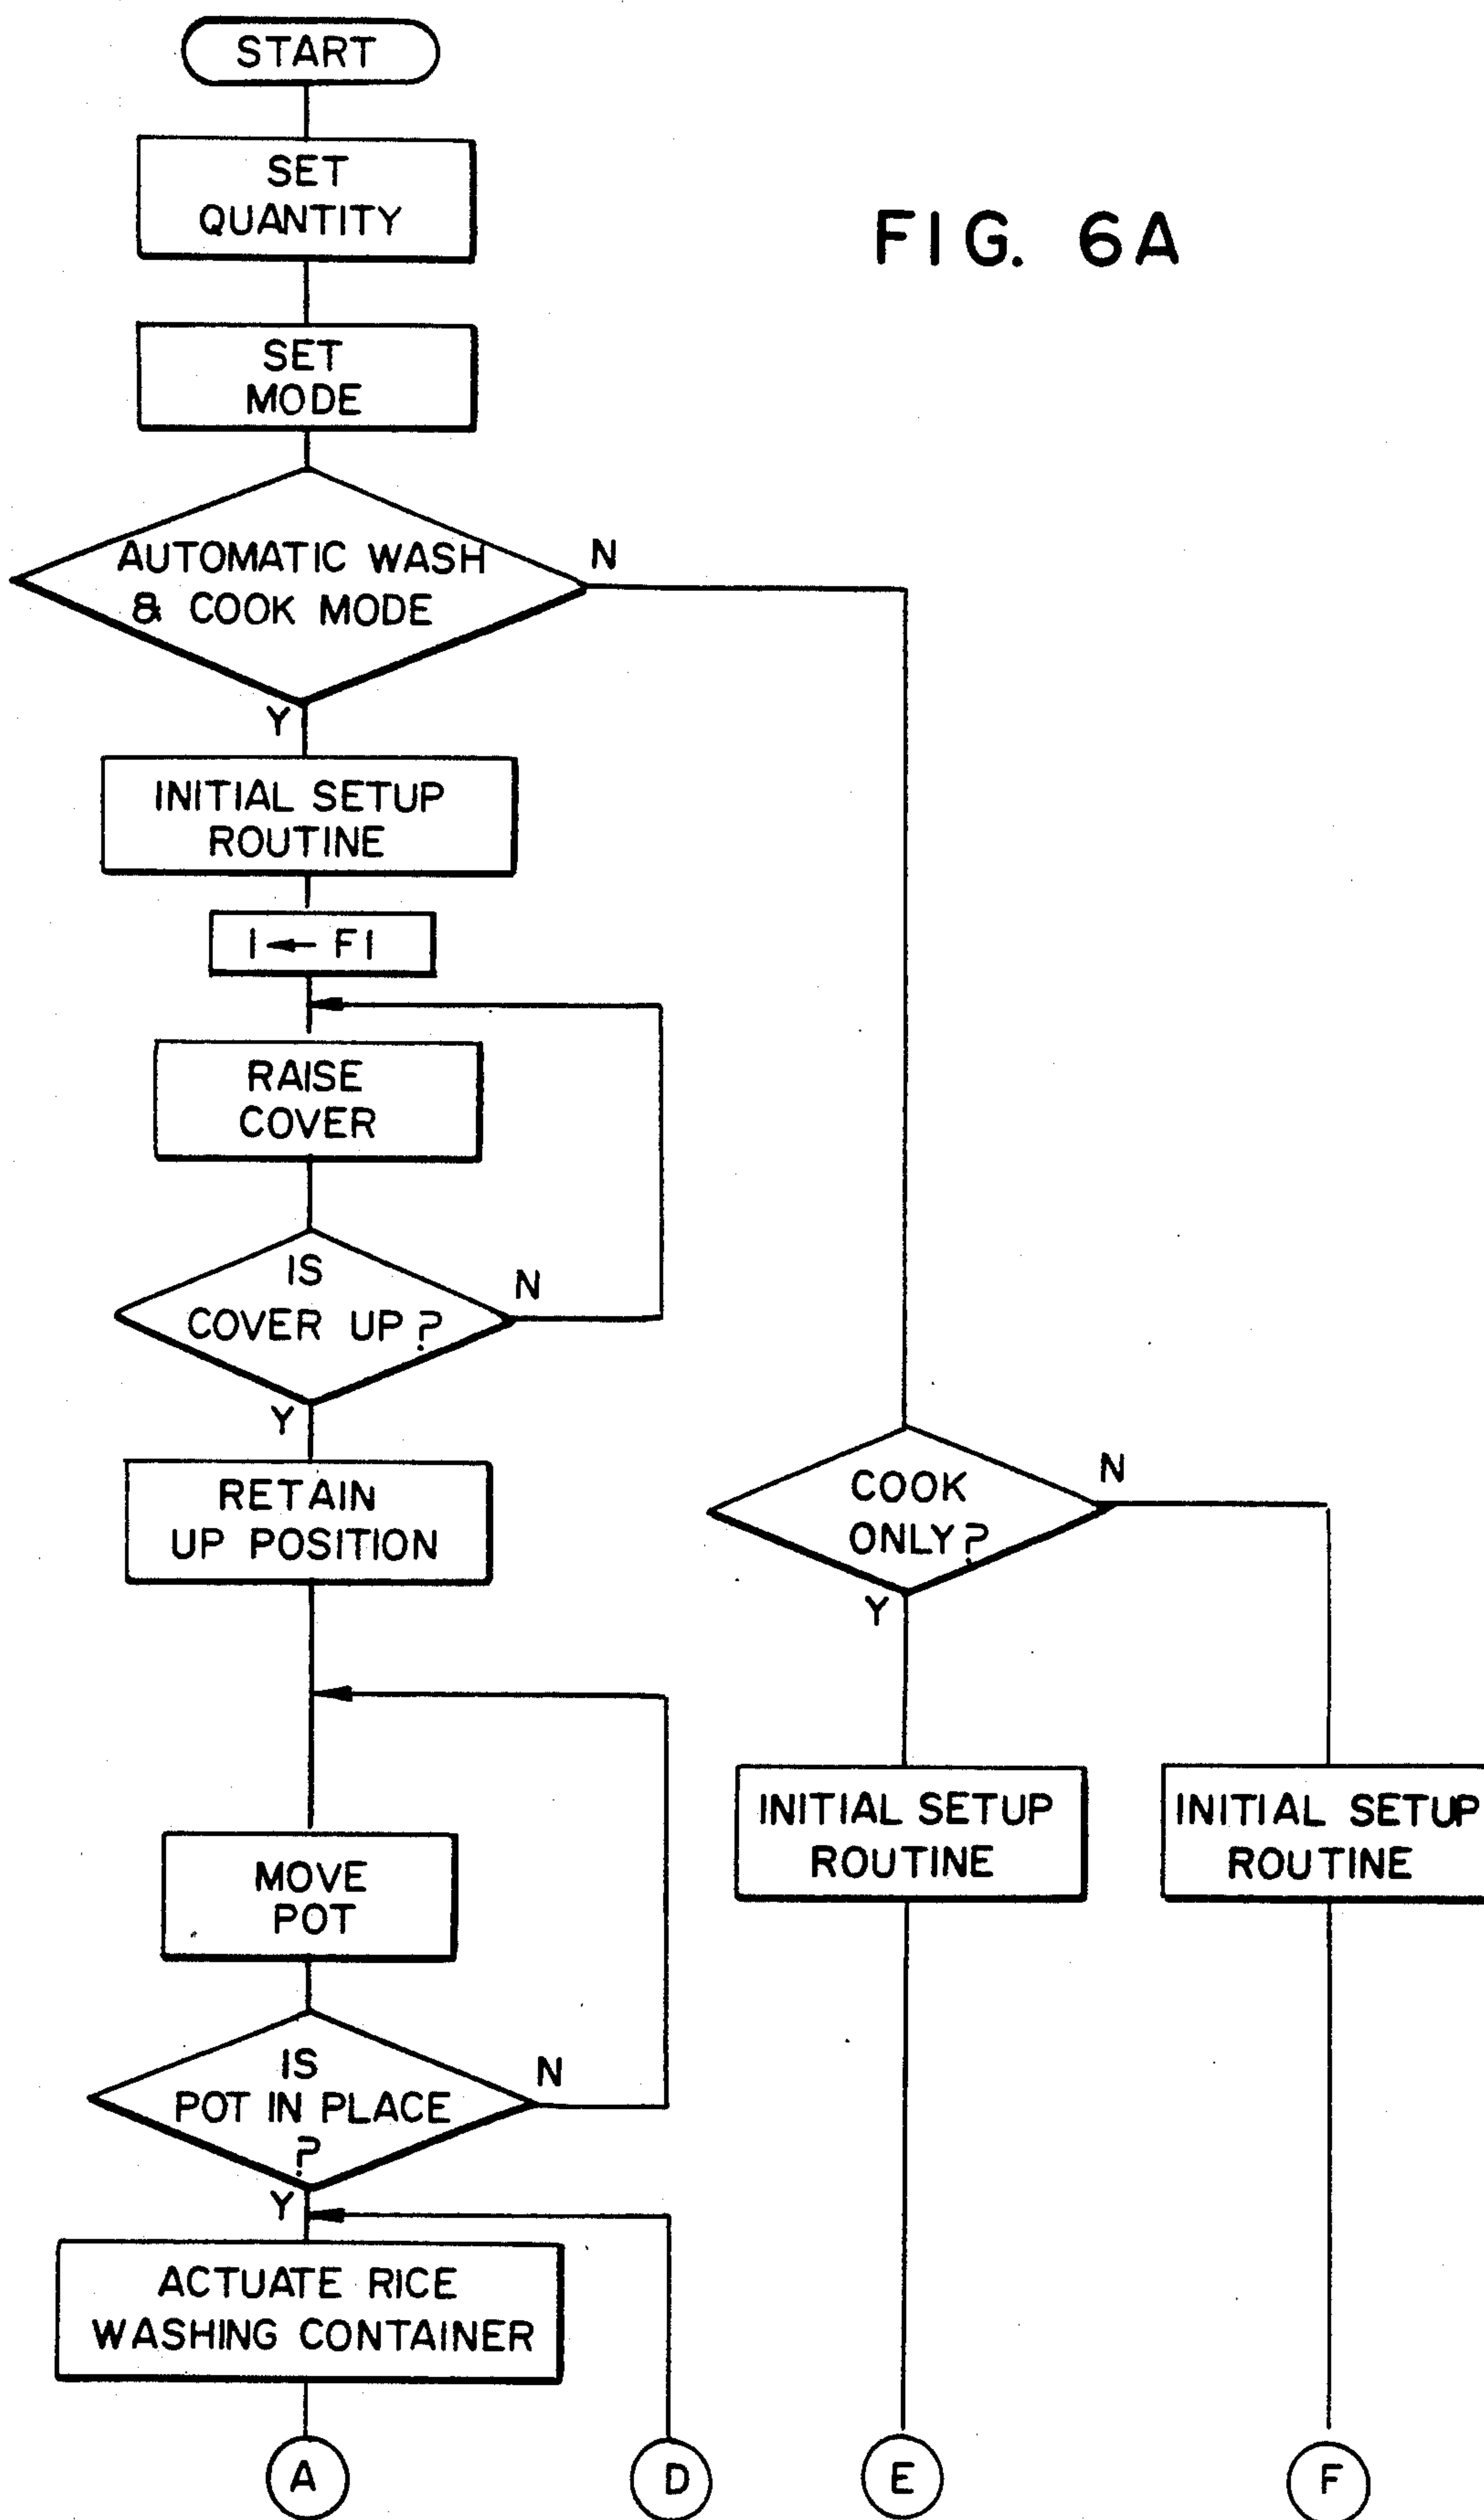 START
SET
QUANTITY
FIG. 6A
SET
MODE
AUTOMATIC WASH
& COOK MODE
N
Y
INITIAL SETUP
ROUTINE
I ← FI
RAISE
COVER
IS
COVER UP?
N
Y
RETAIN
UP POSITION
COOK
ONLY?
N
Y
INITIAL SETUP
ROUTINE
INITIAL SETUP
ROUTINE
MOVE
POT
IS
POT IN PLACE
?
N
Y
ACTUATE RICE
WASHING CONTAINER
A
D
E
F